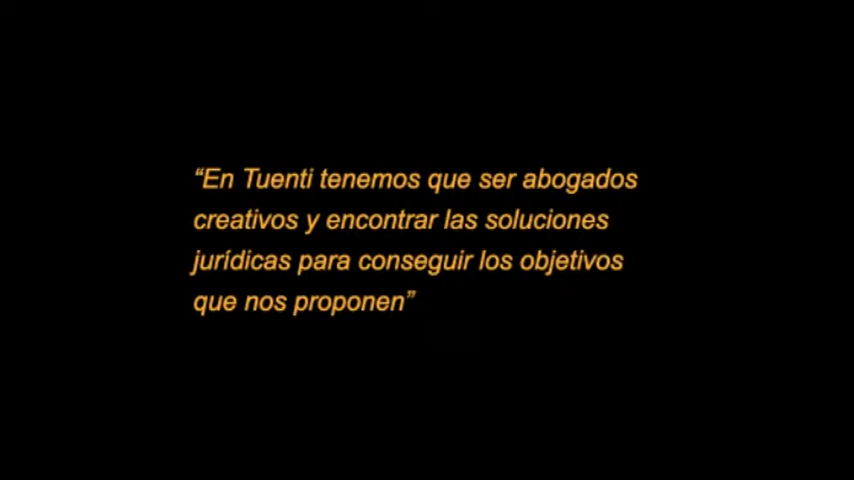 “En Tuenti tenemos que ser abogados
creativos y encontrar las soluciones
jurídicas para conseguir los objetivos
que nos proponen”